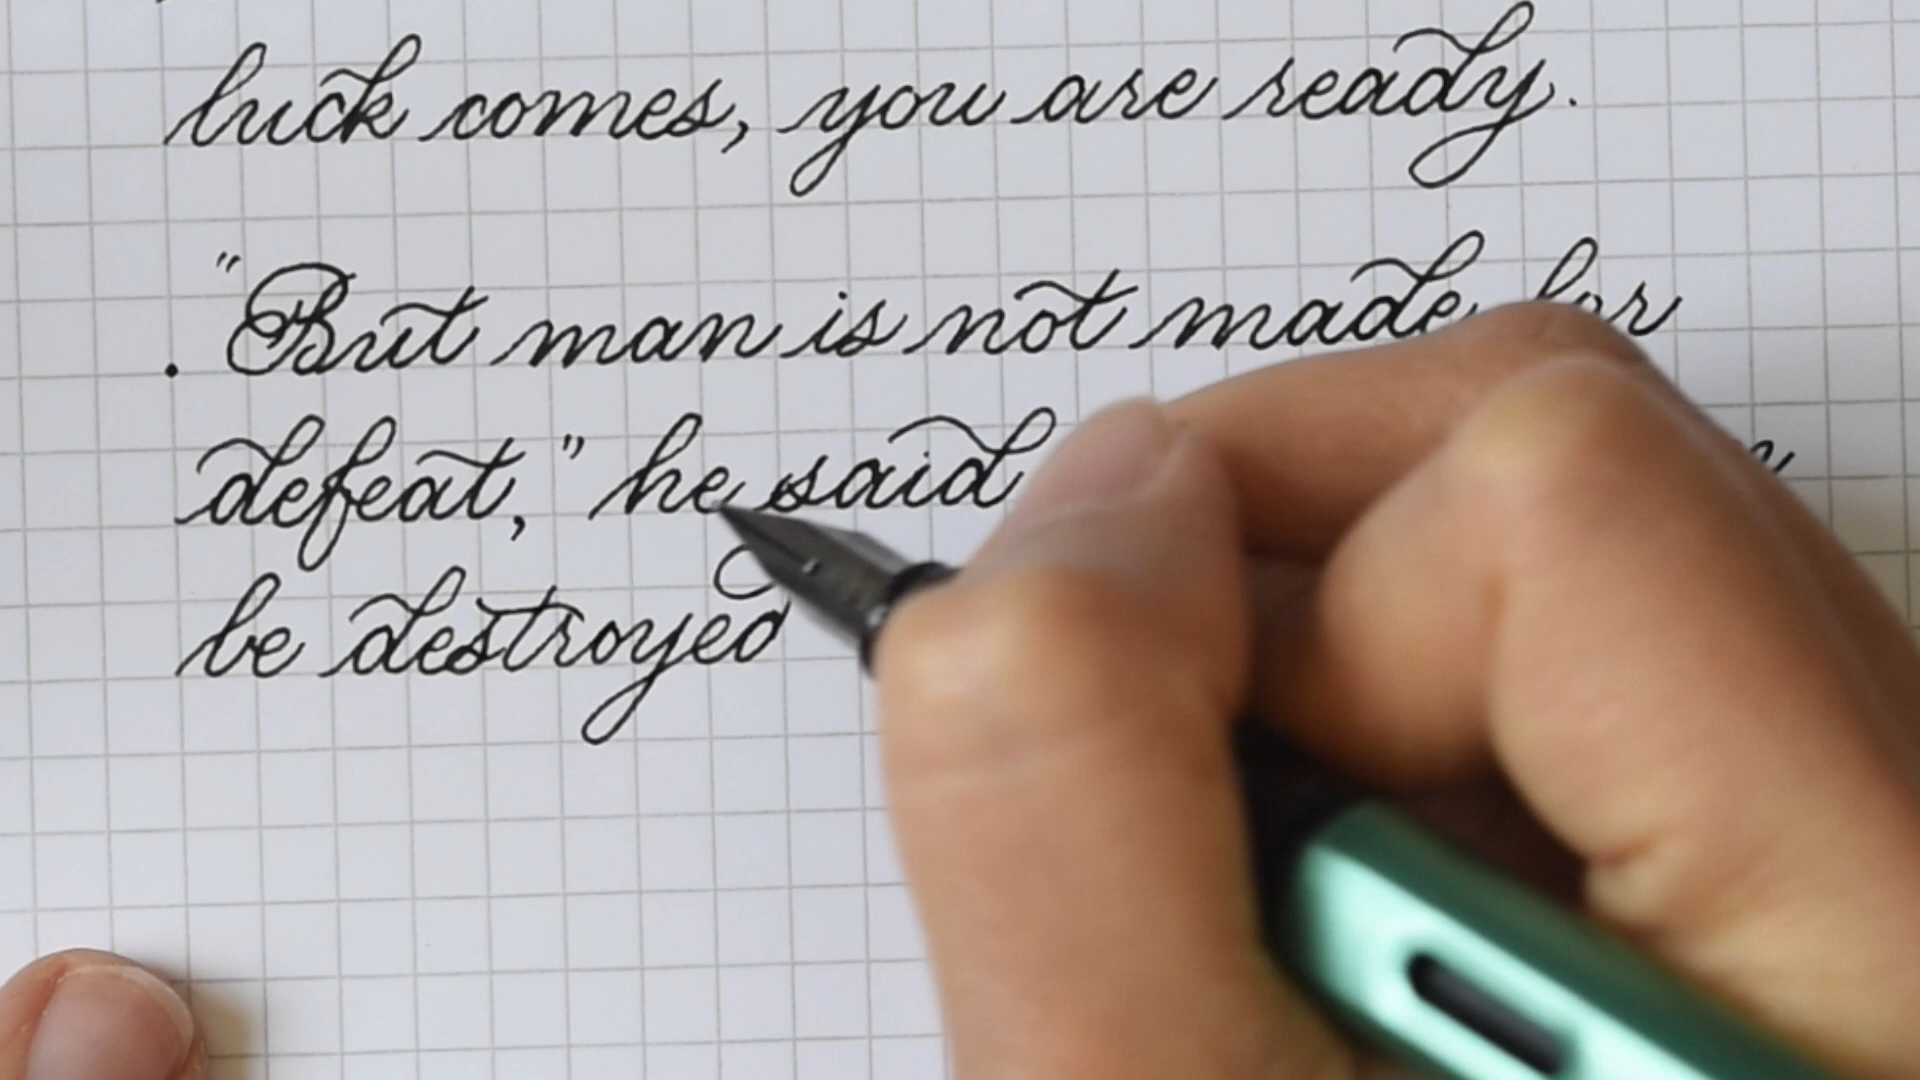 luck comes, you are ready.
. "But man is not made for
defeat," he said
be destroyed